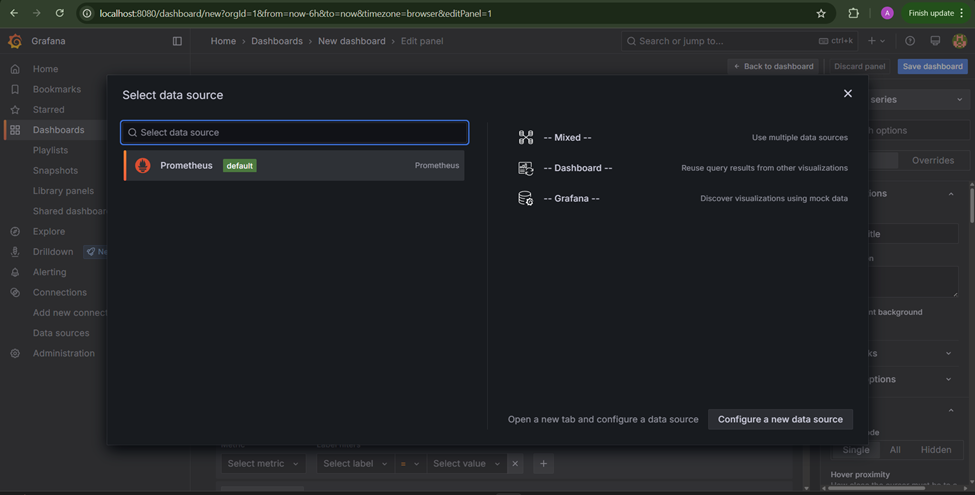 localhost:8080/dashboard/new?orgId=1&from=now-6h&to=now&timezone=browser&editPanel=1
A
Finish update
Grafana
Home › Dashboards › New dashboard › Edit panel
Search or jump to...
ctrl+k
Back to dashboard
Discard panel
Save dashboard
Home
Bookmarks
Starred
Dashboards
Playlists
Snapshots
Library panels
Shared dashboar
Explore
Drilldown
Ne
Alerting
Connections
Add new connect
Data sources
Administration
Select data source
Select data source
Prometheus default Prometheus
-- Mixed -- Use multiple data sources
-- Dashboard -- Reuse query results from other visualizations
-- Grafana -- Discover visualizations using mock data
Open a new tab and configure a data source Configure a new data source
series
h options
Overrides
ions
itle
on
nt background
ks
ptions
ode
Single All Hidden
Hover proximity
Select metric Select label = Select value